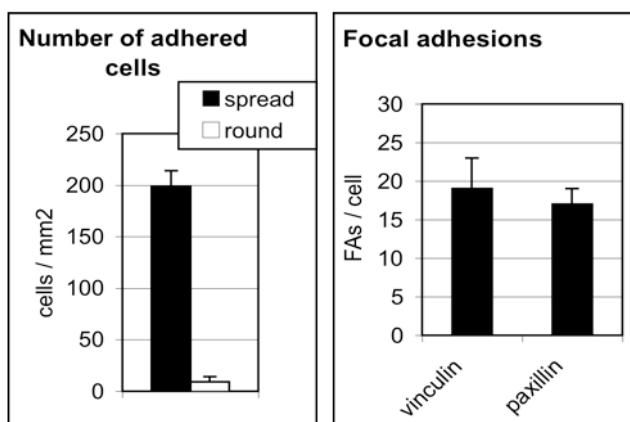 Number of adhered
cells
spread
round
250
200
150
100
50
0
cells / mm2
Focal adhesions
30
25
20
15
10
5
0
FAs / cell
vinculin
paxillin